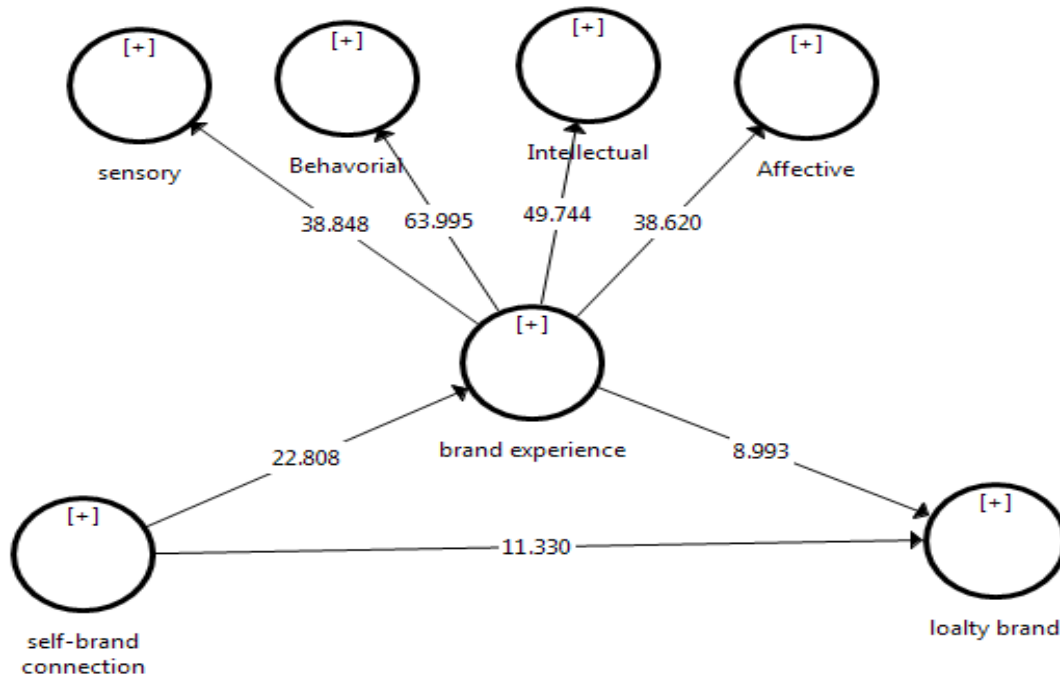 [+]
[+]
[+]
[+]
sensory
Behavorial
Intellectual
Affective
38.848
63.995
49.744
38.620
[+]
brand experience
22.808
8.993
[+]
[+]
11.330
self-brand
connection
loalty brand